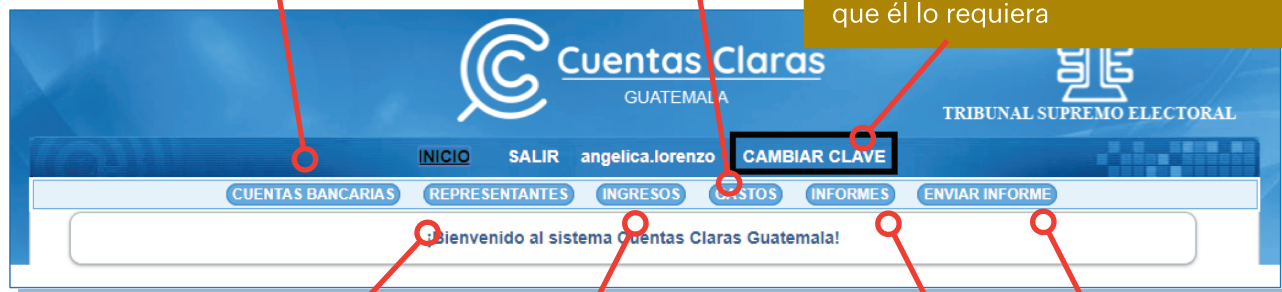 que él lo requiera
Cuentas Claras
GUATEMALA
TRIBUNAL SUPREMO ELECTORAL
INICIO SALIR angelica.lorenzo CAMBIAR CLAVE
CUENTAS BANCARIAS REPRESENTANTES INGRESOS GASTOS INFORMES ENVIAR INFORME
¡Bienvenido al sistema Cuentas Claras Guatemala!